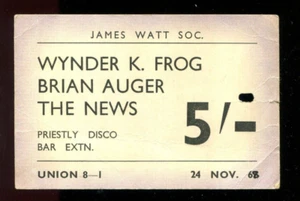 JAMES WATT SOC.
WYNDER K. FROG
BRIAN AUGER
THE NEWS
5/-
PRIESTLY DISCO
BAR EXTN.
UNION 8—1 24 NOV.